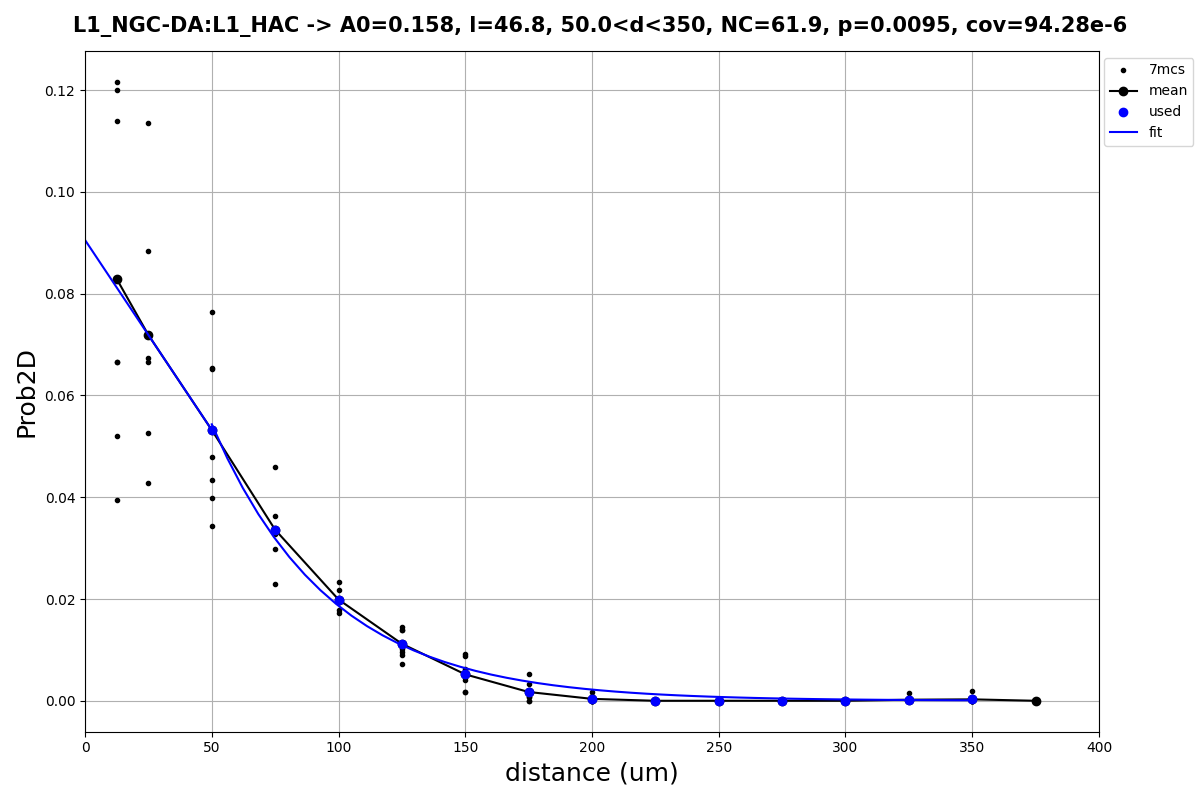 L1_NGC-DA:L1_HAC -> A0=0.158, l=46.8, 50.0<d<350, NC=61.9, p=0.0095, cov=94.28e-6
7mcs
mean
used
fit
0.12
0.10
0.08
0.06
0.04
0.02
0.00
Prob2D
0 50 100 150 200 250 300 350 400
distance (um)